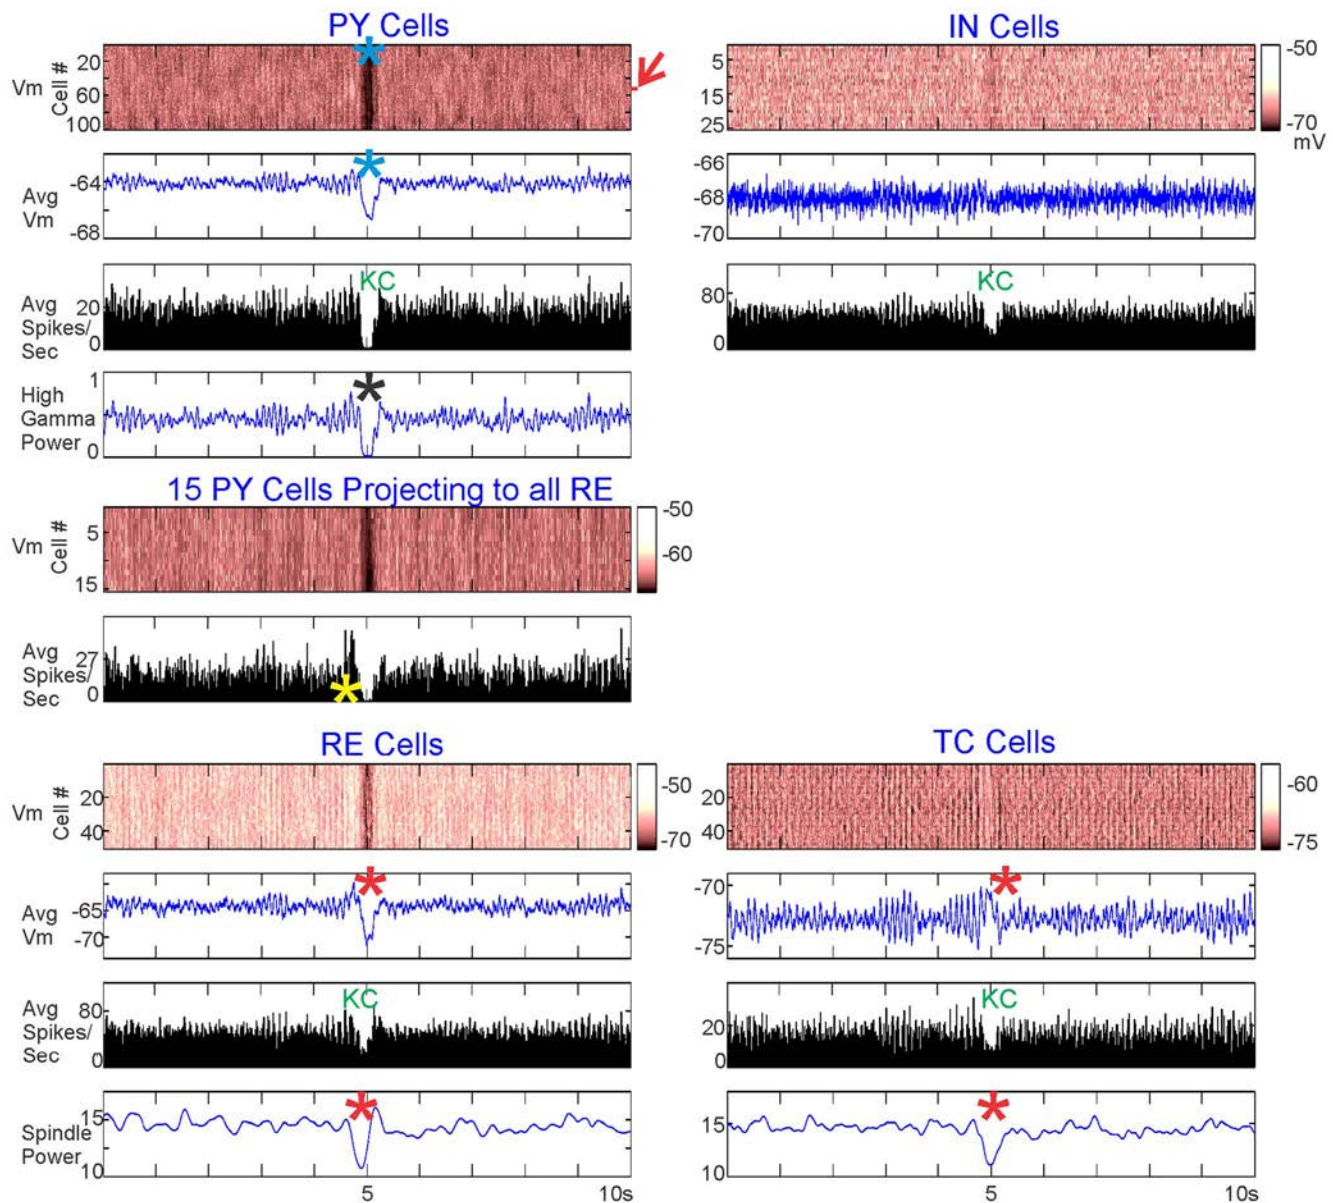 PY Cells
20
60
100
Vm
Cell #
IN Cells
5
15
25
-50
-70
mV
Avg
Vm
-64
-68
-66
-68
-70
Avg
Spikes/
Sec
20
0
KC
80
0
KC
High
Gamma
Power
1
0
15 PY Cells Projecting to all RE
Vm
Cell #
5
15
-50
-60
Avg
Spikes/
Sec
27
0
RE Cells
Vm
Cell #
20
40
-50
-70
TC Cells
20
40
-60
-75
Avg
Vm
-65
-70
-70
-75
Avg
Spikes/
Sec
80
0
KC
20
0
KC
Spindle
Power
15
10
5
10s
15
10
5
10s